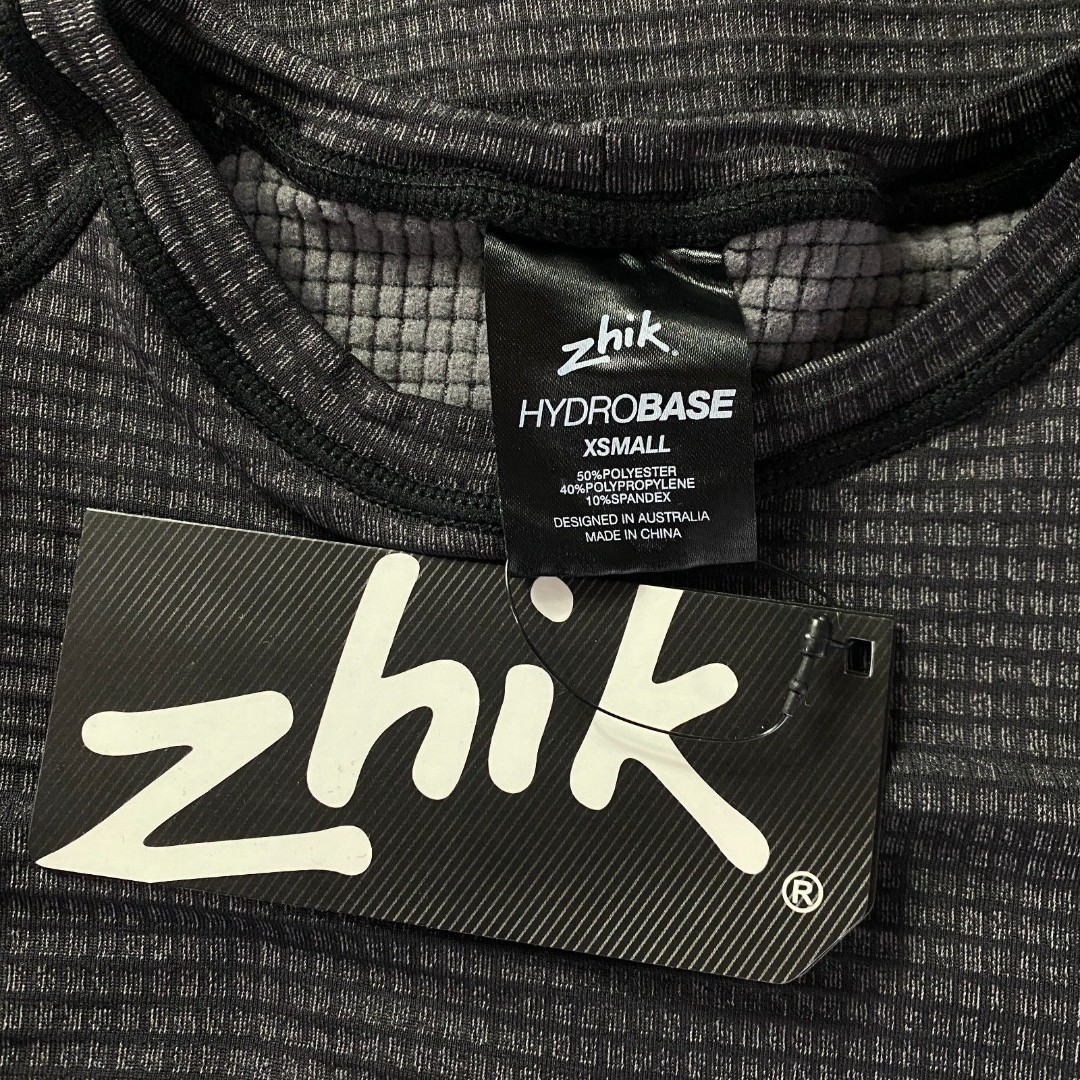 zhik.
HYDROBASE
XSMALL
50%POLYESTER
40%POLYPROPYLENE
10%SPANDEX
DESIGNED IN AUSTRALIA
MADE IN CHINA
zhik
®